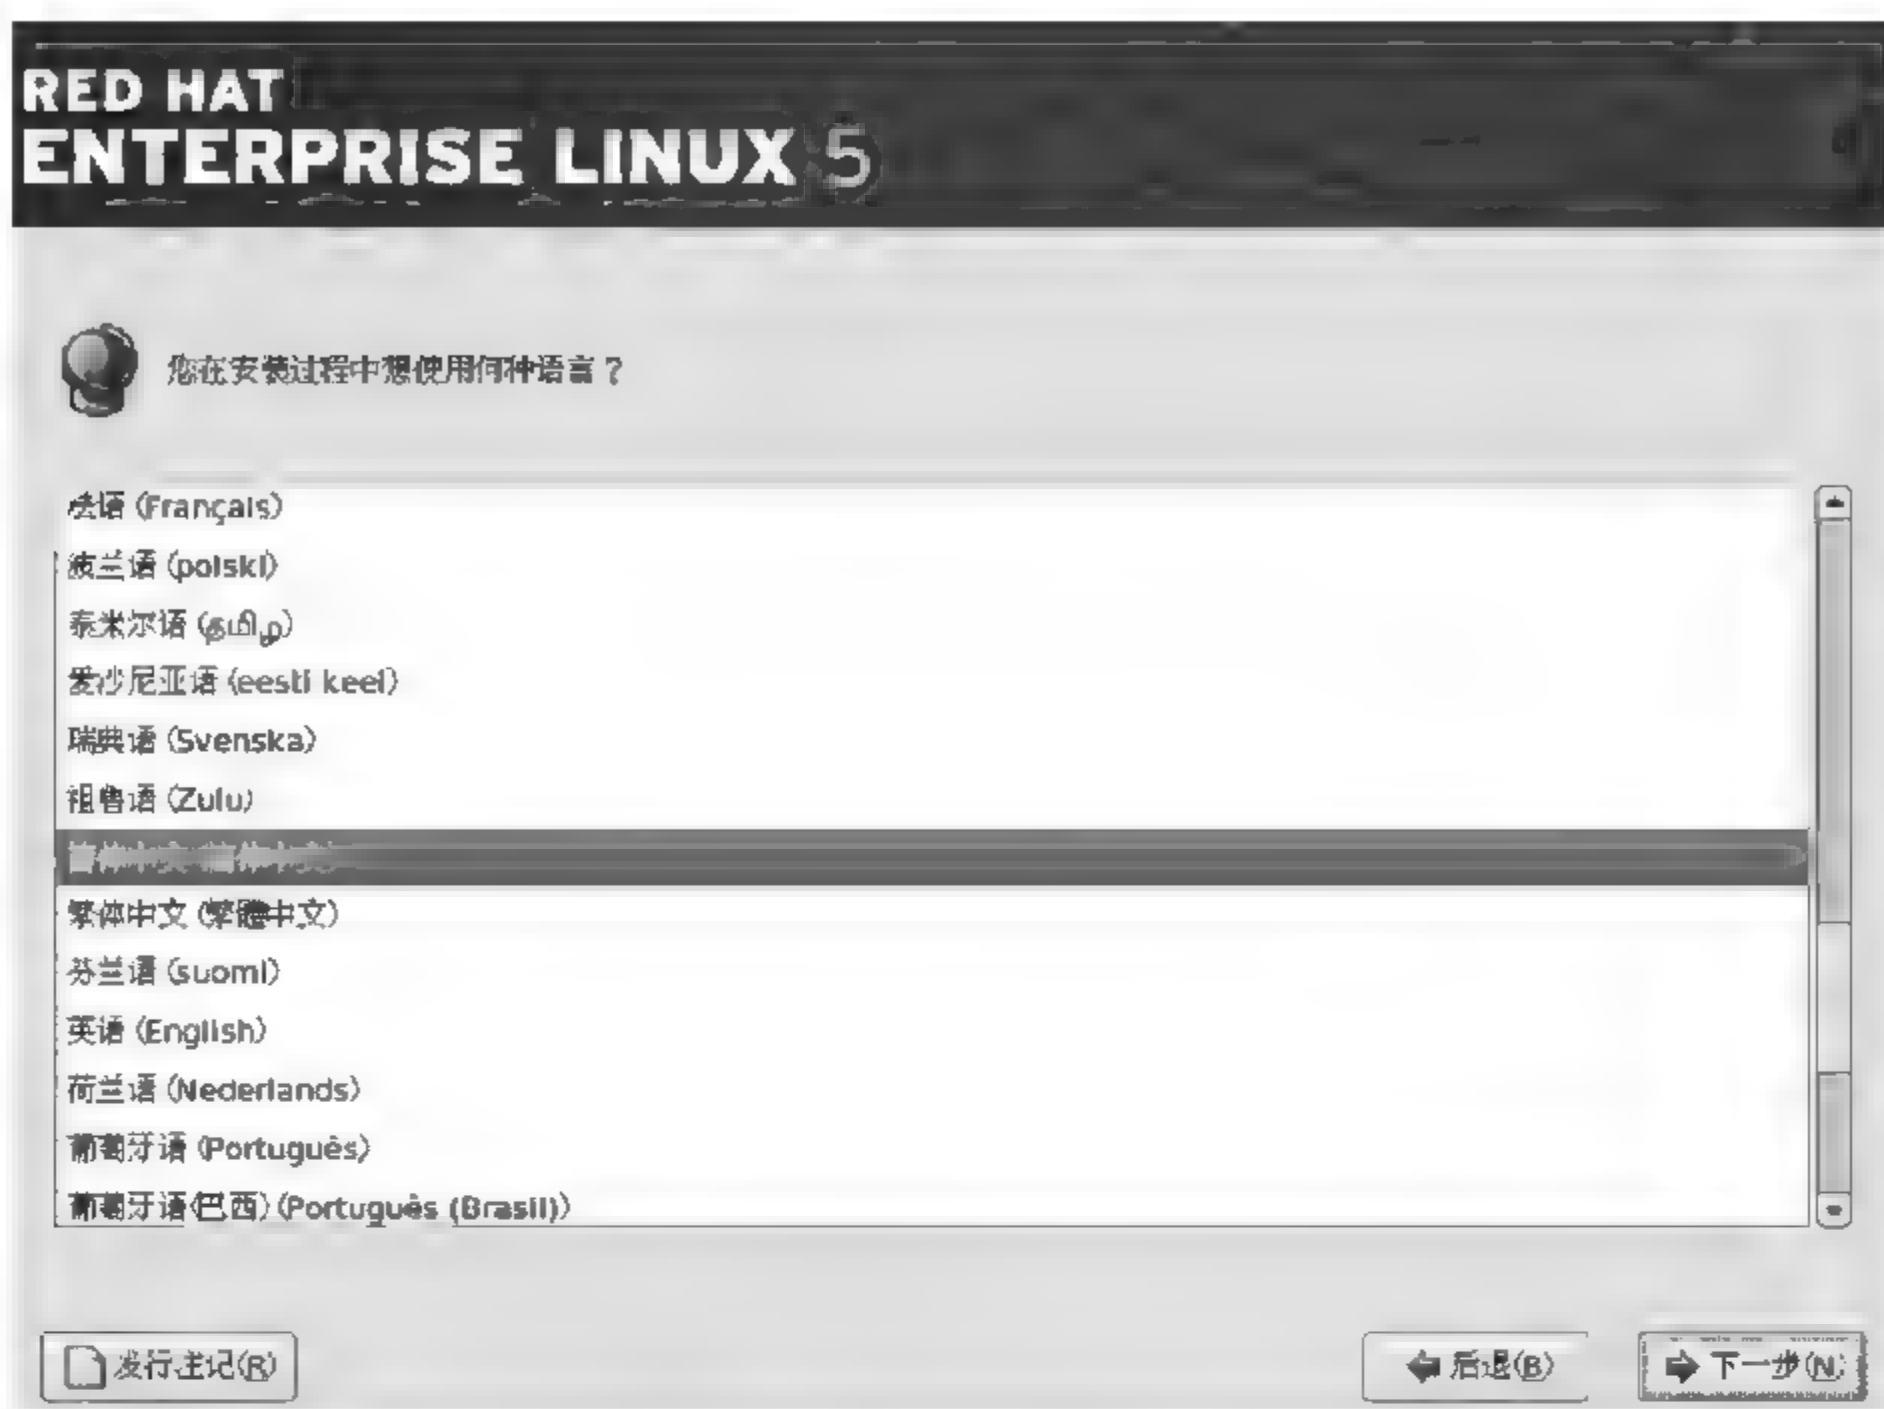 RED HAT
ENTERPRISE LINUX 5
您在安装过程中想使用何种语言？
法语 (Français)
波兰语 (polski)
泰米尔语 (தமிழ)
爱沙尼亚语 (eesti keel)
瑞典语 (Svenska)
祖鲁语 (Zulu)
繁体中文 (繁體中文)
芬兰语 (suomi)
英语 (English)
荷兰语 (Nederlands)
葡萄牙语 (Português)
葡萄牙语(巴西) (Português (Brasil))
发行注记(R)
后退(B)
下一步(N)